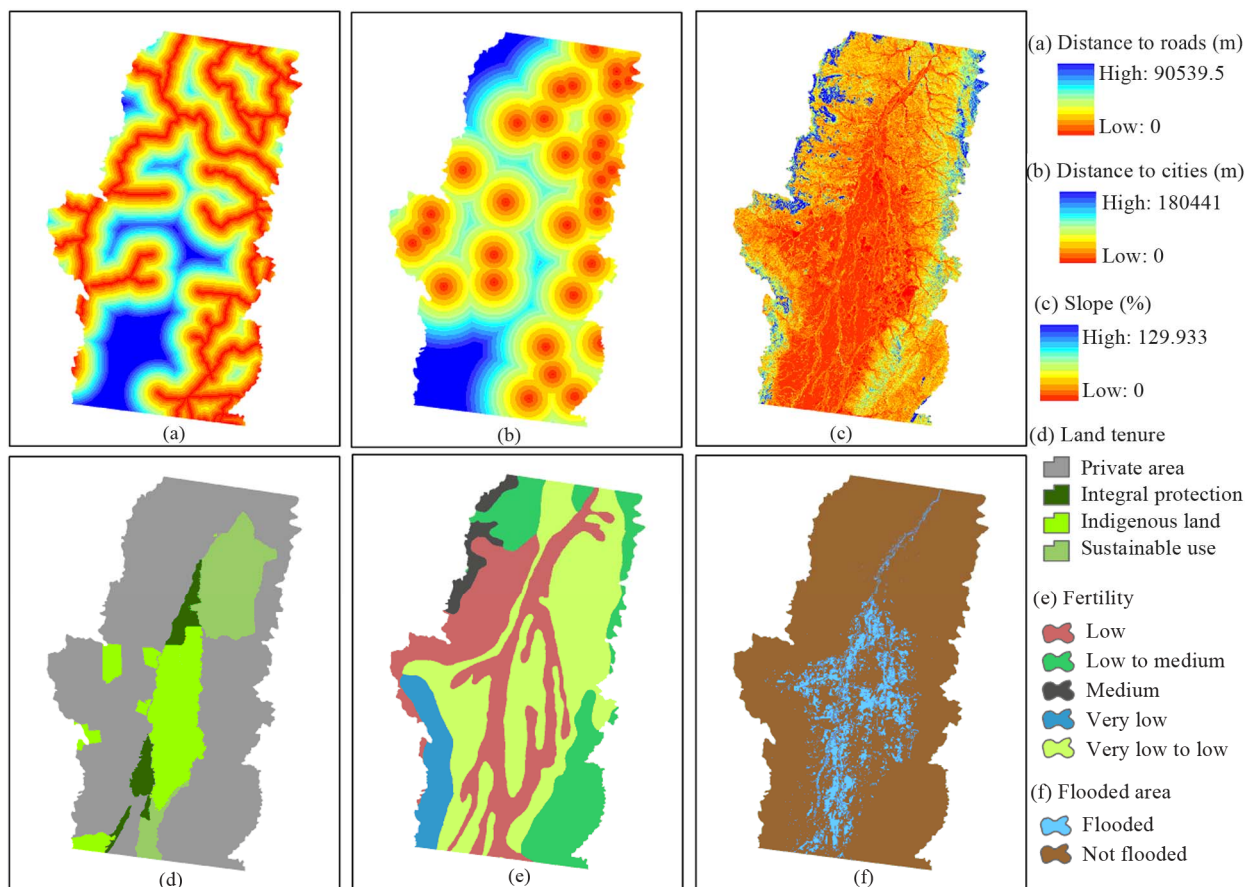 (a) Distance to roads (m)
High: 90539.5
Low: 0
(b) Distance to cities (m)
High: 180441
Low: 0
(c) Slope (%)
High: 129.933
Low: 0
(a)
(b)
(c)
(d) Land tenure
Private area
Integral protection
Indigenous land
Sustainable use
(e) Fertility
Low
Low to medium
Medium
Very low
Very low to low
(f) Flooded area
Flooded
Not flooded
(d)
(e)
(f)